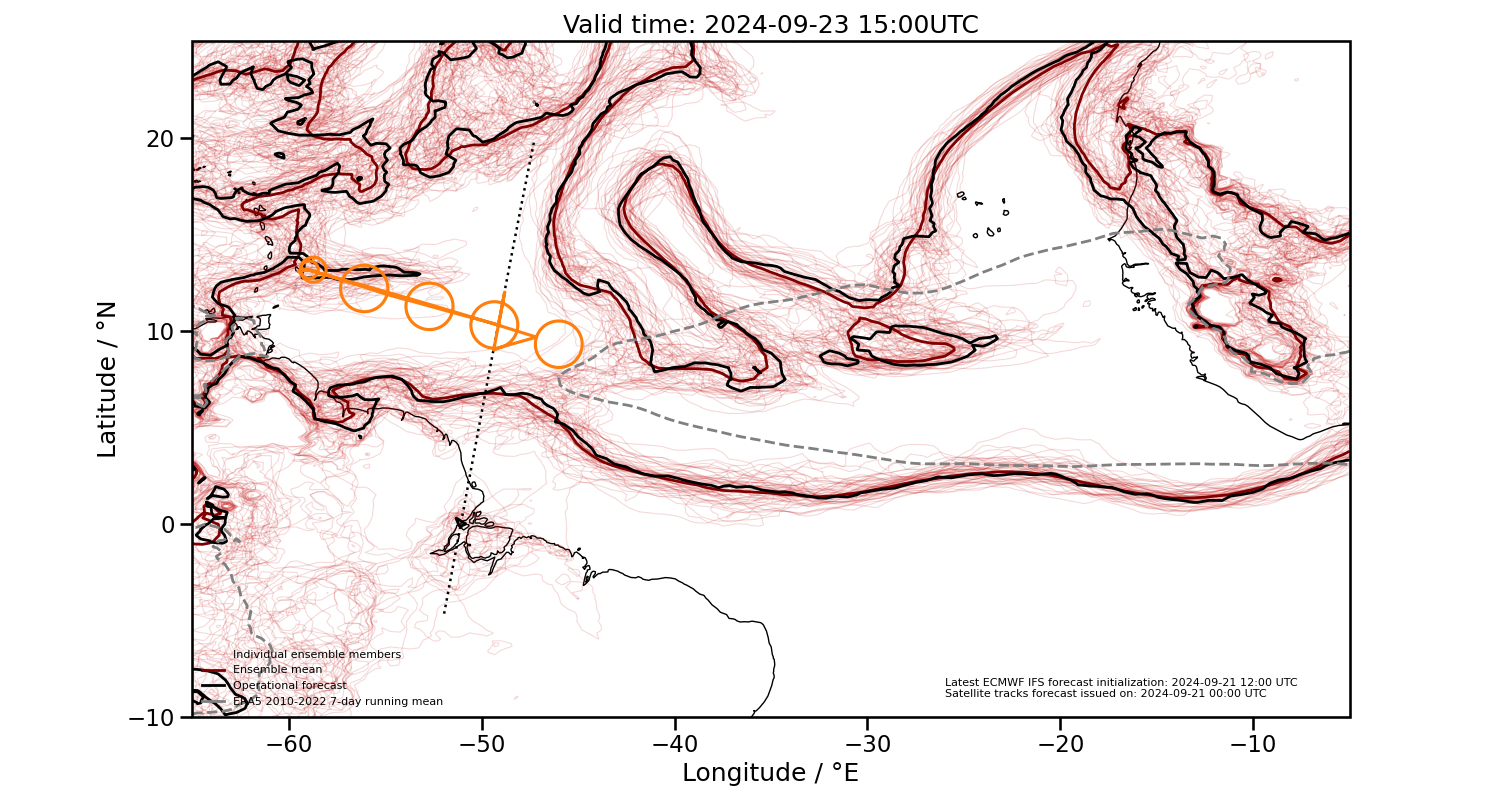 Valid time: 2024-09-23 15:00UTC
20
10
0
−10
Latitude / °N
Individual ensemble members
Ensemble mean
Operational forecast
ERA5 2010-2022 7-day running mean
Latest ECMWF IFS forecast initialization: 2024-09-21 12:00 UTC
Satellite tracks forecast issued on: 2024-09-21 00:00 UTC
−60
−50
−40
−30
−20
−10
Longitude / °E